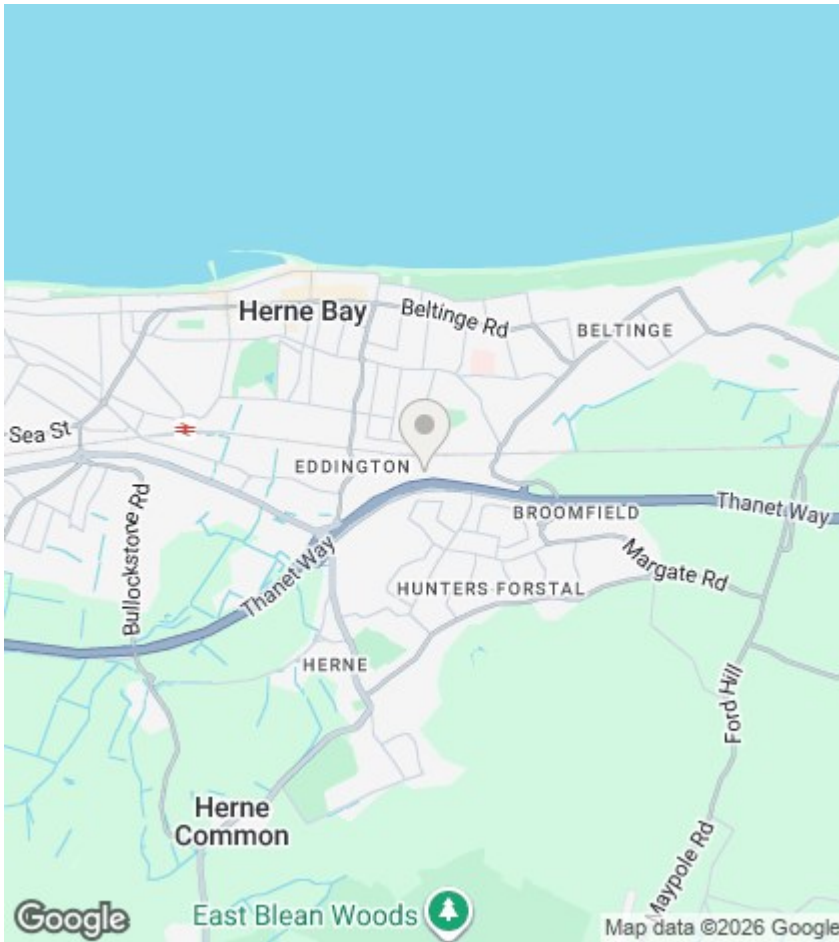 Herne Bay
Beltinge Rd
BELTINGE
Sea St
EDDINGTON
BROOMFIELD
Thanet Way
Bullockstone Rd
Thanet Way
Margate Rd
HUNTERS FORSTAL
HERNE
Ford Hill
Herne
Common
Maypole Rd
East Blean Woods
Google
Map data ©2026 Google